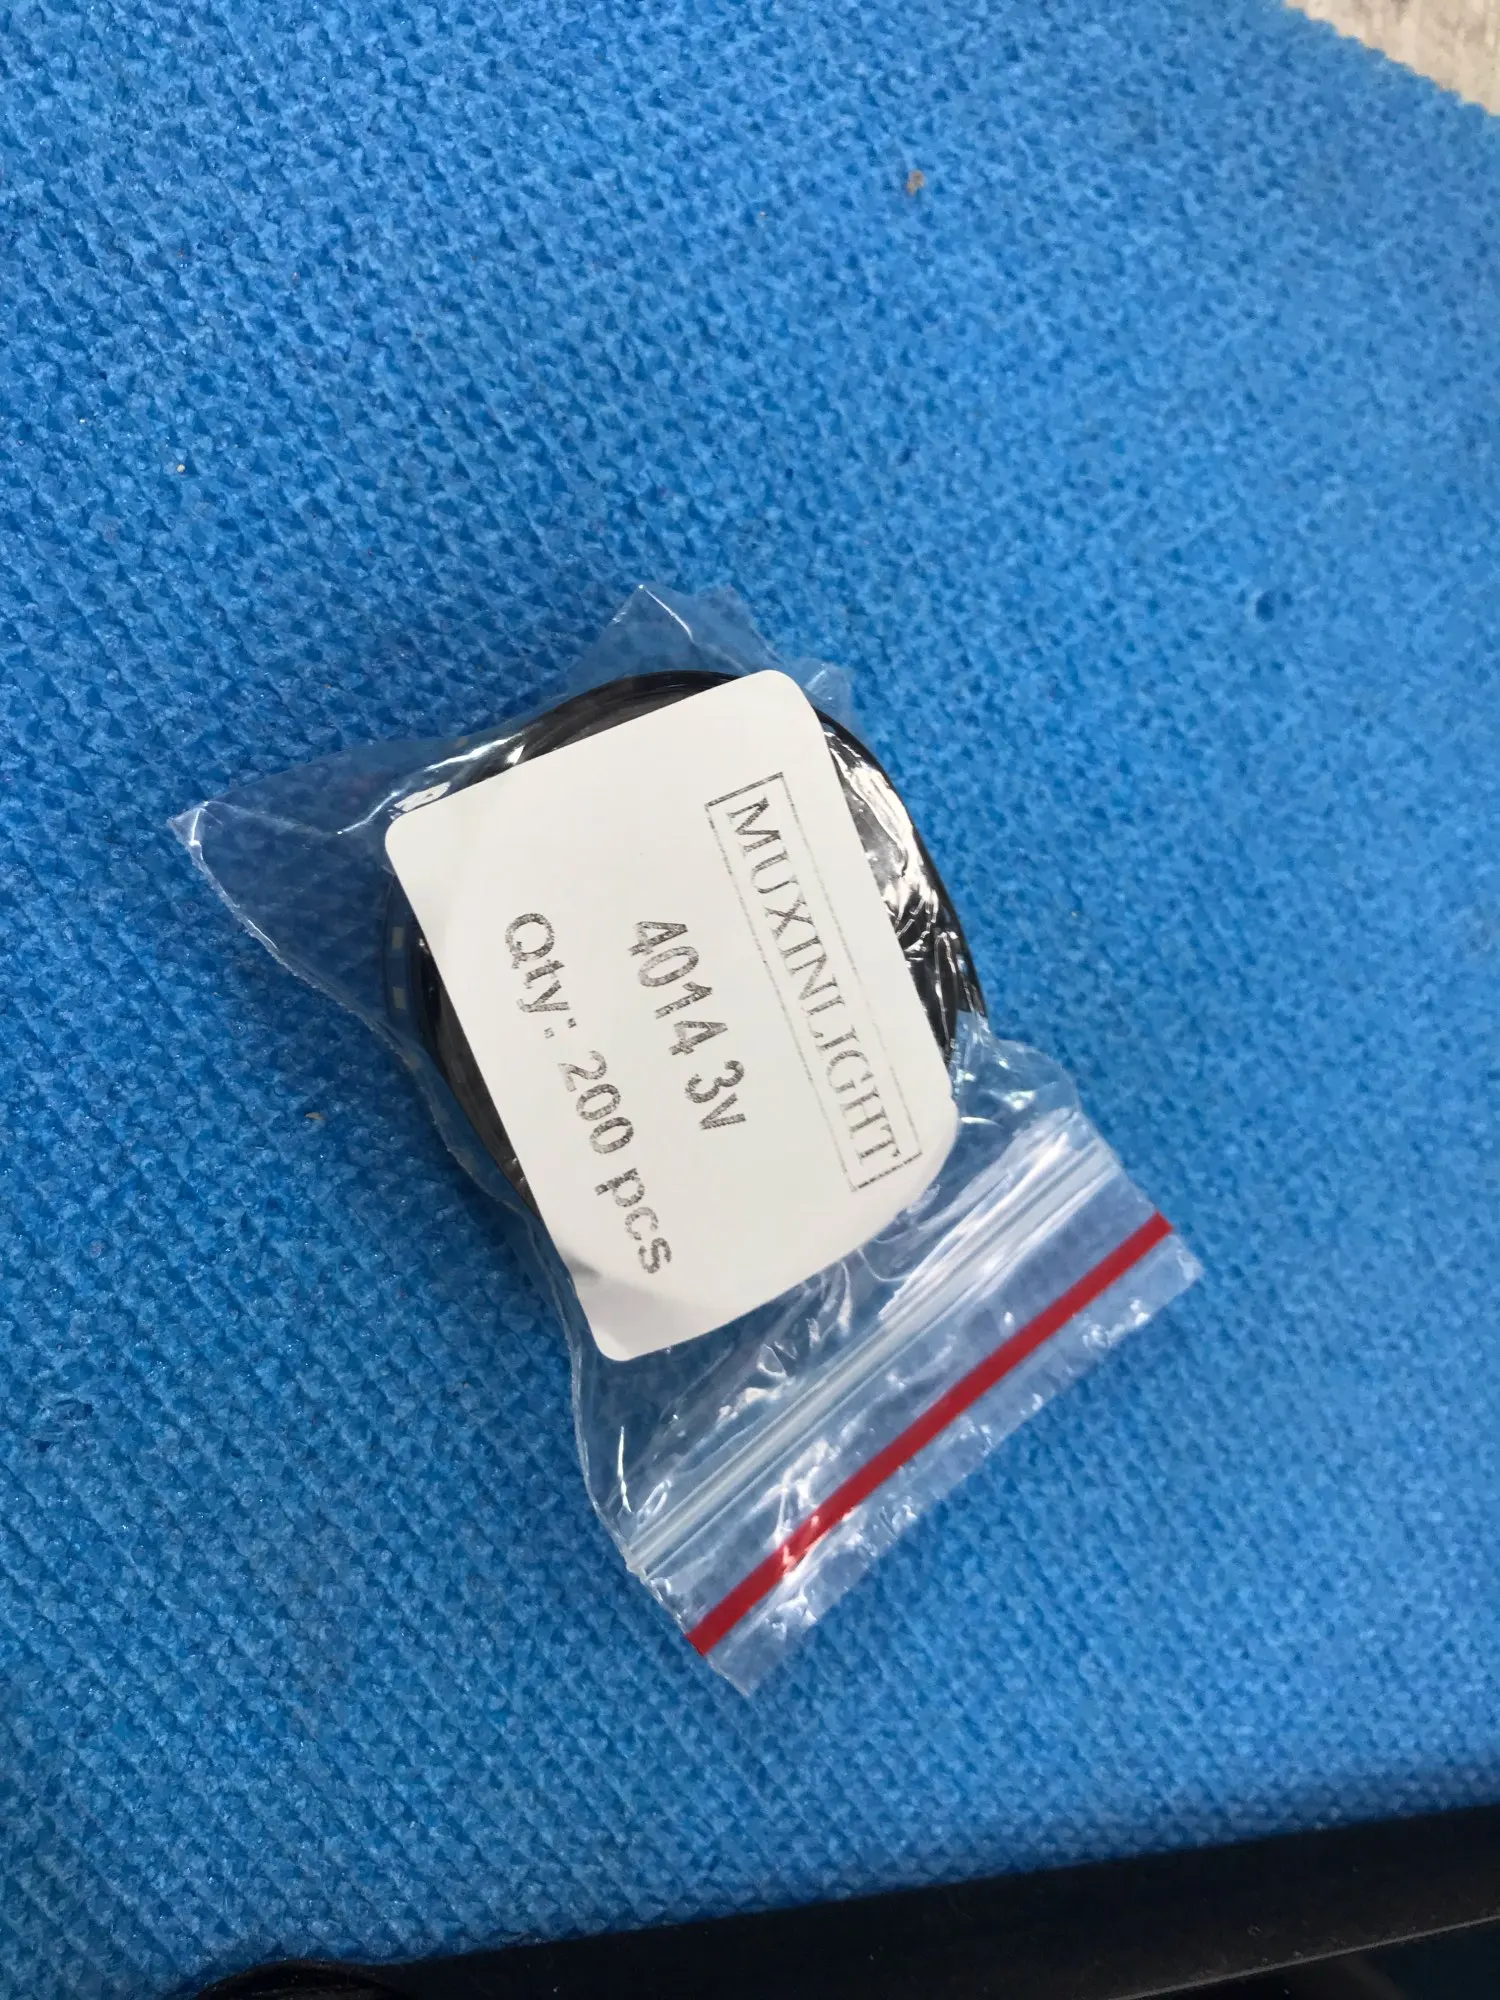 MUXINLIGHT
4014 3v
Qty: 200 pcs